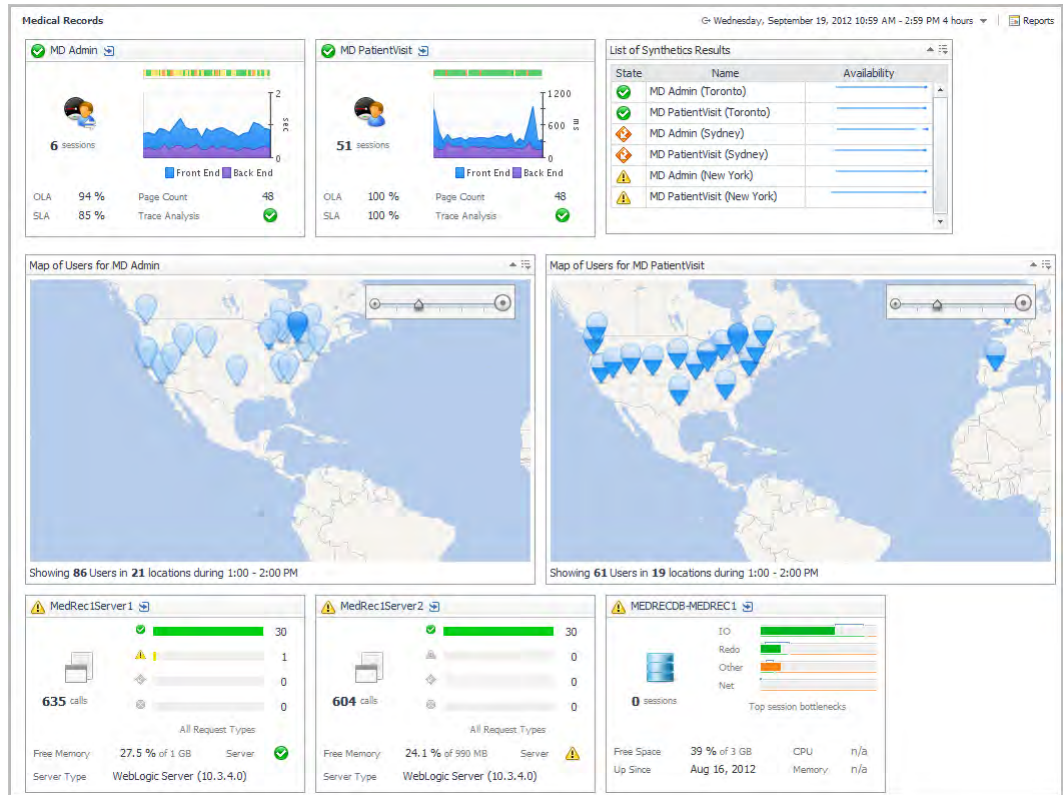 Medical Records
Wednesday, September 19, 2012 10:59 AM - 2:59 PM 4 hours
Reports
MD Admin
6 sessions
2
sec
0
Front End Back End
OLA 94 % Page Count 48
SLA 85 % Trace Analysis
MD PatientVisit
51 sessions
1200
600
ms
0
Front End Back End
OLA 100 % Page Count 48
SLA 100 % Trace Analysis
List of Synthetics Results
State Name Availability
MD Admin (Toronto)
MD PatientVisit (Toronto)
MD Admin (Sydney)
MD PatientVisit (Sydney)
MD Admin (New York)
MD PatientVisit (New York)
Map of Users for MD Admin
Showing 86 Users in 21 locations during 1:00 - 2:00 PM
Map of Users for MD PatientVisit
Showing 61 Users in 19 locations during 1:00 - 2:00 PM
MedRec1Server1
30
1
0
0
635 calls
All Request Types
Free Memory 27.5 % of 1 GB Server
Server Type WebLogic Server (10.3.4.0)
MedRec1Server2
30
0
0
0
604 calls
All Request Types
Free Memory 24.1 % of 990 MB Server
Server Type WebLogic Server (10.3.4.0)
MEDRECDB-MEDREC1
IO
Redo
Other
Net
0 sessions
Top session bottlenecks
Free Space 39 % of 3 GB CPU n/a
Up Since Aug 16, 2012 Memory n/a